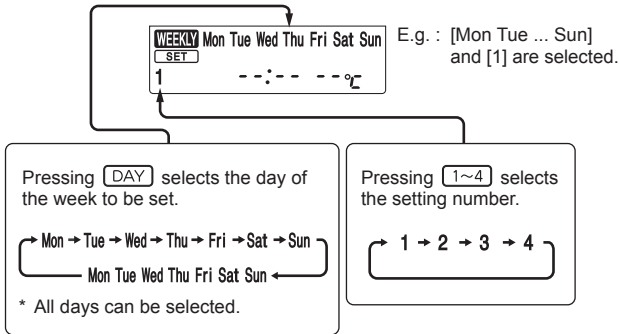 WEEKLY Mon Tue Wed Thu Fri Sat Sun
SET
1 --:-- --°C
E.g. : [Mon Tue ... Sun]
and [1] are selected.
Pressing DAY selects the day of
the week to be set.
Mon → Tue → Wed → Thu → Fri → Sat → Sun
Mon Tue Wed Thu Fri Sat Sun
* All days can be selected.
Pressing 1~4 selects
the setting number.
1 → 2 → 3 → 4